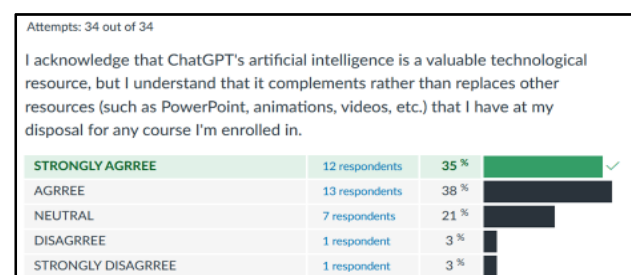 Attempts: 34 out of 34
I acknowledge that ChatGPT's artificial intelligence is a valuable technological
resource, but I understand that it complements rather than replaces other
resources (such as PowerPoint, animations, videos, etc.) that I have at my
disposal for any course I'm enrolled in.
STRONGLY AGRREE 12 respondents 35 %
AGRREE 13 respondents 38 %
NEUTRAL 7 respondents 21 %
DISAGRREE 1 respondent 3 %
STRONGLY DISAGRREE 1 respondent 3 %